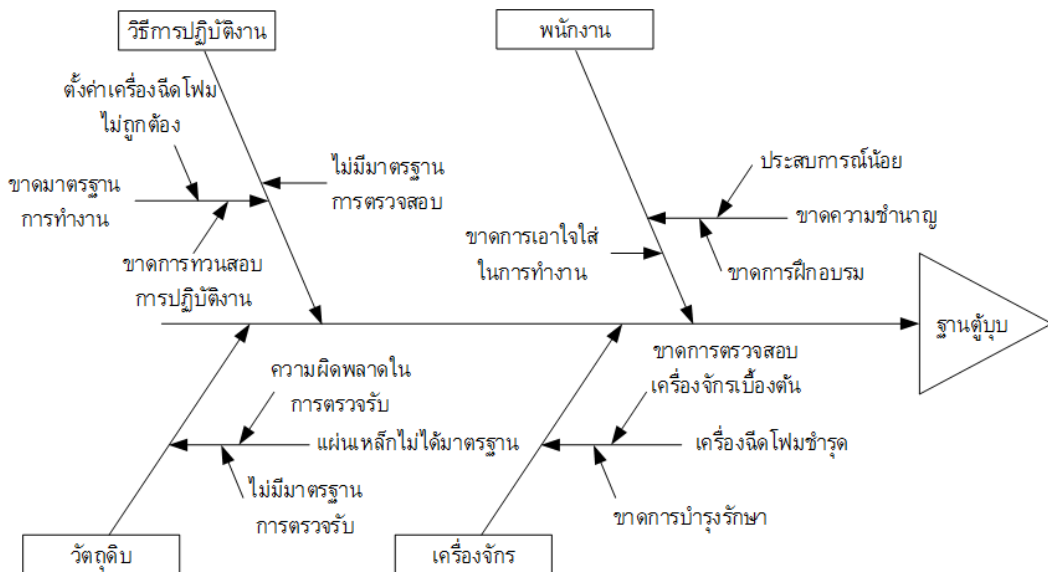 วิธีการปฏิบัติงาน
พนักงาน
ตั้งค่าเครื่องฉีดโฟม
ไม่ถูกต้อง
ไม่มีมาตรฐาน
การตรวจสอบ
ขาดมาตรฐาน
การทำงาน
ขาดการทวนสอบ
การปฏิบัติงาน
ประสบการณ์น้อย
ขาดความชำนาญ
ขาดการเอาใจใส่
ในการทำงาน
ขาดการฝึกอบรม
ฐานตู้บุบ
ความผิดพลาดใน
การตรวจรับ
แผ่นเหล็กไม่ได้มาตรฐาน
ไม่มีมาตรฐาน
การตรวจรับ
ขาดการตรวจสอบ
เครื่องจักรเบื้องต้น
เครื่องฉีดโฟมชำรุด
ขาดการบำรุงรักษา
วัตถุดิบ
เครื่องจักร